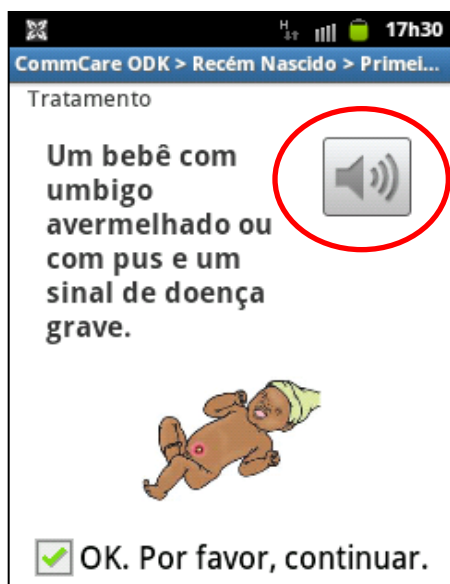 H 17h30
CommCare ODK > Recém Nascido > Primei...
Tratamento
Um bebê com
umbigo
avermelhado ou
com pus e um
sinal de doença
grave.
OK. Por favor, continuar.